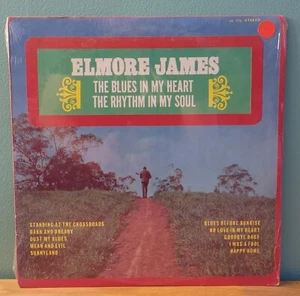 STEREO
ELMORE JAMES
THE BLUES IN MY HEART
THE RHYTHM IN MY SOUL
STANDING AT THE CROSSROADS
DARK AND DREARY
DUST MY BLUES
MEAN AND EVIL
SUNNYLAND
BLUES BEFORE SUNRISE
NO LOVE IN MY HEART
GOODBYE BABY
I WAS A FOOL
HAPPY HOME